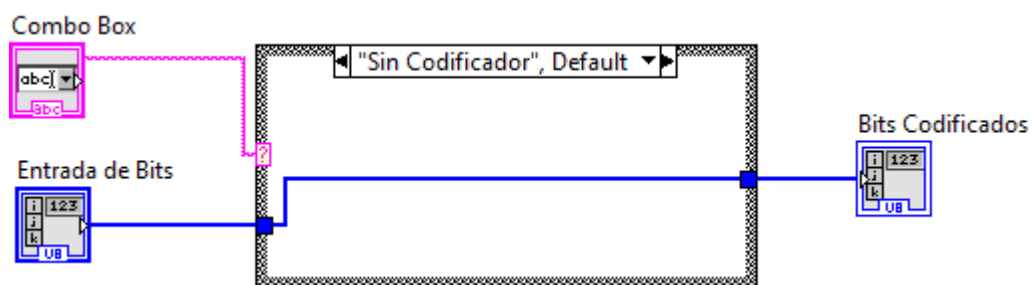 Combo Box
abc
abc
"Sin Codificador", Default
?
Entrada de Bits
i 123
j
k
U8
Bits Codificados
i 123
j
k
U8